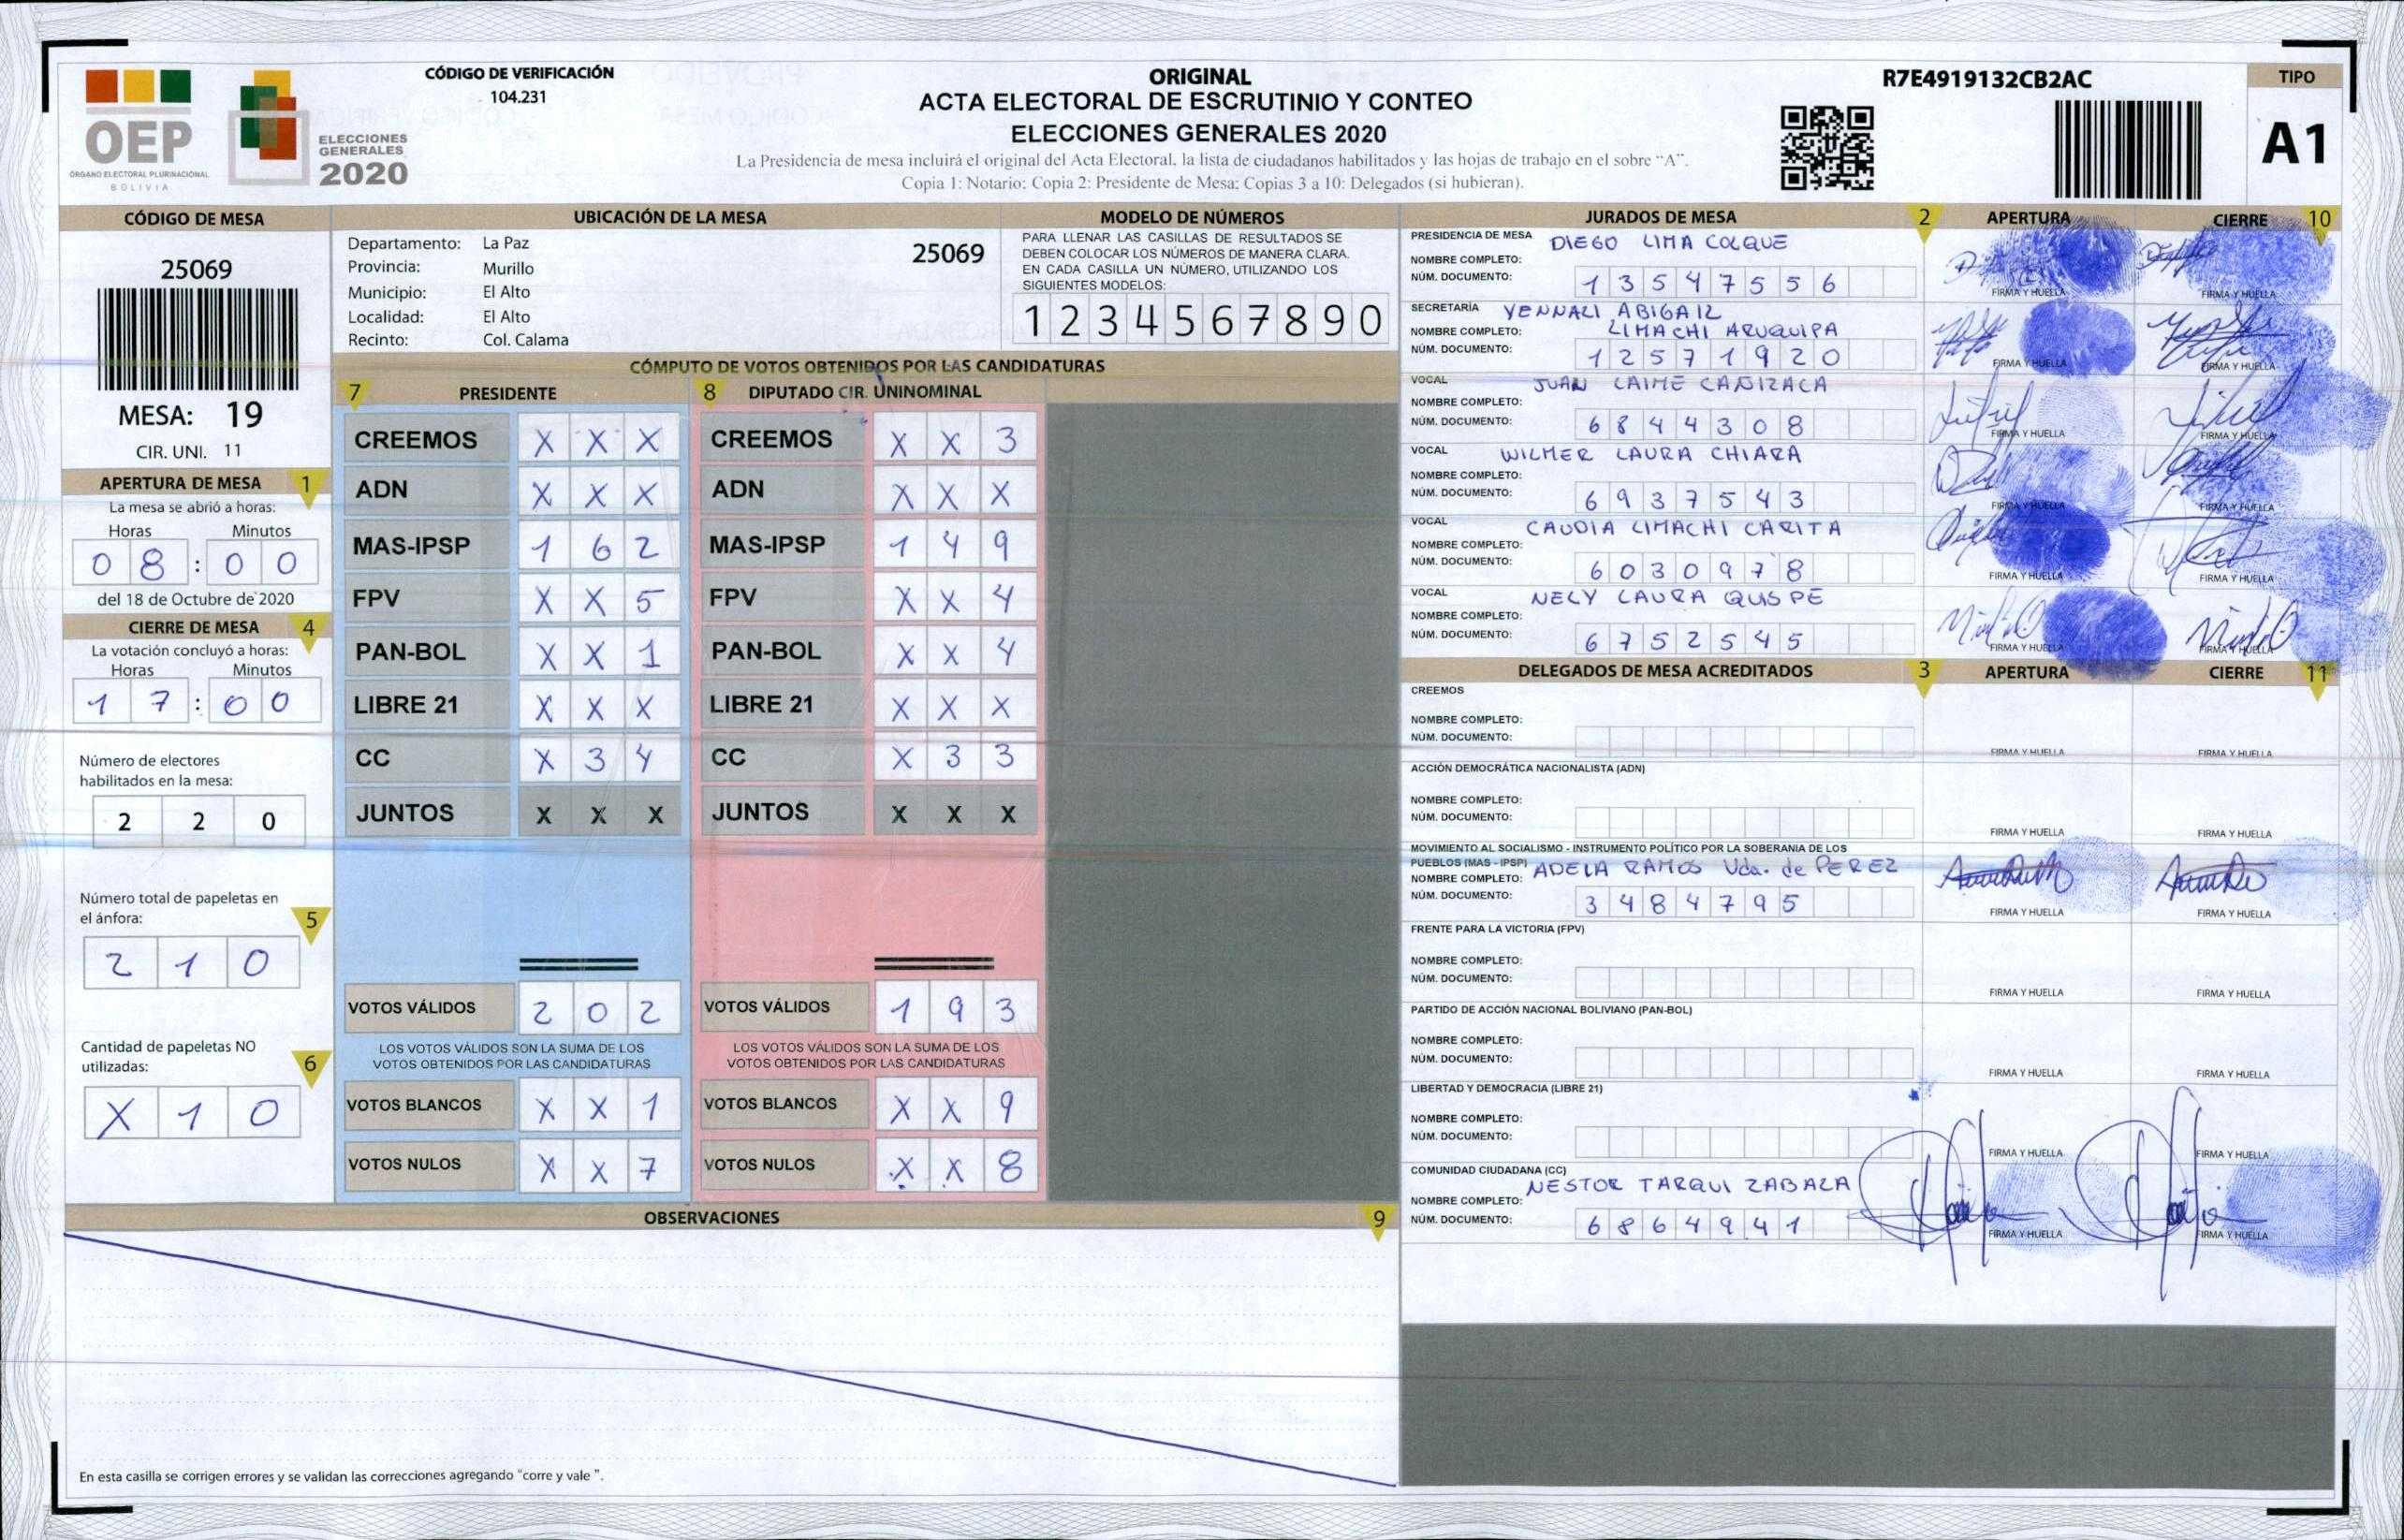 CÓDIGO DE VERIFICACIÓN
104.231
OEP
ÓRGANO ELECTORAL PLURINACIONAL
BOLIVIA
ELECCIONES
GENERALES
2020
ORIGINAL
ACTA ELECTORAL DE ESCRUTINIO Y CONTEO
ELECCIONES GENERALES 2020
La Presidencia de mesa incluirá el original del Acta Electoral, la lista de ciudadanos habilitados y las hojas de trabajo en el sobre “A”.
Copia 1: Notario; Copia 2: Presidente de Mesa; Copias 3 a 10: Delegados (si hubieran).
R7E4919132CB2AC
TIPO
A1
CÓDIGO DE MESA
25069
MESA: 19
CIR. UNI. 11
APERTURA DE MESA 1
La mesa se abrió a horas:
Horas Minutos
0 8 : 0 0
del 18 de Octubre de 2020
CIERRE DE MESA 4
La votación concluyó a horas:
Horas Minutos
1 7 : 0 0
Número de electores
habilitados en la mesa:
2 2 0
Número total de papeletas en
el ánfora: 5
2 1 0
Cantidad de papeletas NO
utilizadas: 6
X 1 0
UBICACIÓN DE LA MESA
Departamento: La Paz 25069
Provincia: Murillo
Municipio: El Alto
Localidad: El Alto
Recinto: Col. Calama
MODELO DE NÚMEROS
PARA LLENAR LAS CASILLAS DE RESULTADOS SE
DEBEN COLOCAR LOS NÚMEROS DE MANERA CLARA.
EN CADA CASILLA UN NÚMERO, UTILIZANDO LOS
SIGUIENTES MODELOS:
1 2 3 4 5 6 7 8 9 0
CÓMPUTO DE VOTOS OBTENIDOS POR LAS CANDIDATURAS
7 PRESIDENTE
CREEMOS X X X
ADN X X X
MAS-IPSP 1 6 2
FPV X X 5
PAN-BOL X X 1
LIBRE 21 X X X
CC X 3 4
JUNTOS X X X
VOTOS VÁLIDOS 2 0 2
LOS VOTOS VÁLIDOS SON LA SUMA DE LOS
VOTOS OBTENIDOS POR LAS CANDIDATURAS
VOTOS BLANCOS X X 1
VOTOS NULOS X X 7
8 DIPUTADO CIR. UNINOMINAL
CREEMOS X X 3
ADN X X X
MAS-IPSP 1 4 9
FPV X X 4
PAN-BOL X X 4
LIBRE 21 X X X
CC X 3 3
JUNTOS X X X
VOTOS VÁLIDOS 1 9 3
LOS VOTOS VÁLIDOS SON LA SUMA DE LOS
VOTOS OBTENIDOS POR LAS CANDIDATURAS
VOTOS BLANCOS X X 9
VOTOS NULOS X X 8
OBSERVACIONES 9
En esta casilla se corrigen errores y se validan las correcciones agregando “corre y vale ”.
JURADOS DE MESA 2 APERTURA CIERRE 10
PRESIDENCIA DE MESA DIEGO LIMA COLQUE
NOMBRE COMPLETO:
NÚM. DOCUMENTO: 1 3 5 4 7 5 5 6
FIRMA Y HUELLA FIRMA Y HUELLA
SECRETARÍA YENNALI ABIGAIL
NOMBRE COMPLETO: LIMACHI ARUQUIPA
NÚM. DOCUMENTO: 1 2 5 7 1 9 2 0
FIRMA Y HUELLA FIRMA Y HUELLA
VOCAL JUAN LAIME CAÑIZACA
NOMBRE COMPLETO:
NÚM. DOCUMENTO: 6 8 4 4 3 0 8
FIRMA Y HUELLA FIRMA Y HUELLA
VOCAL WILMER LAURA CHIARA
NOMBRE COMPLETO:
NÚM. DOCUMENTO: 6 9 3 7 5 4 3
FIRMA Y HUELLA FIRMA Y HUELLA
VOCAL CAUDIA LIMACHI CARITA
NOMBRE COMPLETO:
NÚM. DOCUMENTO: 6 0 3 0 9 7 8
FIRMA Y HUELLA FIRMA Y HUELLA
VOCAL NELY LAURA QUISPE
NOMBRE COMPLETO:
NÚM. DOCUMENTO: 6 7 5 2 5 4 5
FIRMA Y HUELLA FIRMA Y HUELLA
DELEGADOS DE MESA ACREDITADOS 3 APERTURA CIERRE 11
CREEMOS
NOMBRE COMPLETO:
NÚM. DOCUMENTO:
FIRMA Y HUELLA FIRMA Y HUELLA
ACCIÓN DEMOCRÁTICA NACIONALISTA (ADN)
NOMBRE COMPLETO:
NÚM. DOCUMENTO:
FIRMA Y HUELLA FIRMA Y HUELLA
MOVIMIENTO AL SOCIALISMO - INSTRUMENTO POLÍTICO POR LA SOBERANIA DE LOS
PUEBLOS (MAS - IPSP) ADELA RAMOS Vda. de PEREZ
NOMBRE COMPLETO:
NÚM. DOCUMENTO: 3 4 8 4 7 9 5
FIRMA Y HUELLA FIRMA Y HUELLA
FRENTE PARA LA VICTORIA (FPV)
NOMBRE COMPLETO:
NÚM. DOCUMENTO:
FIRMA Y HUELLA FIRMA Y HUELLA
PARTIDO DE ACCIÓN NACIONAL BOLIVIANO (PAN-BOL)
NOMBRE COMPLETO:
NÚM. DOCUMENTO:
FIRMA Y HUELLA FIRMA Y HUELLA
LIBERTAD Y DEMOCRACIA (LIBRE 21)
NOMBRE COMPLETO:
NÚM. DOCUMENTO:
FIRMA Y HUELLA FIRMA Y HUELLA
COMUNIDAD CIUDADANA (CC)
NESTOR TARQUI ZABALA
NOMBRE COMPLETO:
NÚM. DOCUMENTO: 6 8 6 4 9 4 1
FIRMA Y HUELLA FIRMA Y HUELLA